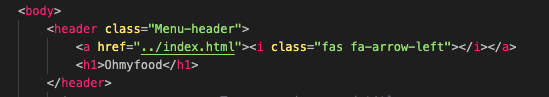 <body>
<header class="Menu-header">
<a href="../index.html"><i class="fas fa-arrow-left"></i></a>
<h1>Ohmyfood</h1>
</header>